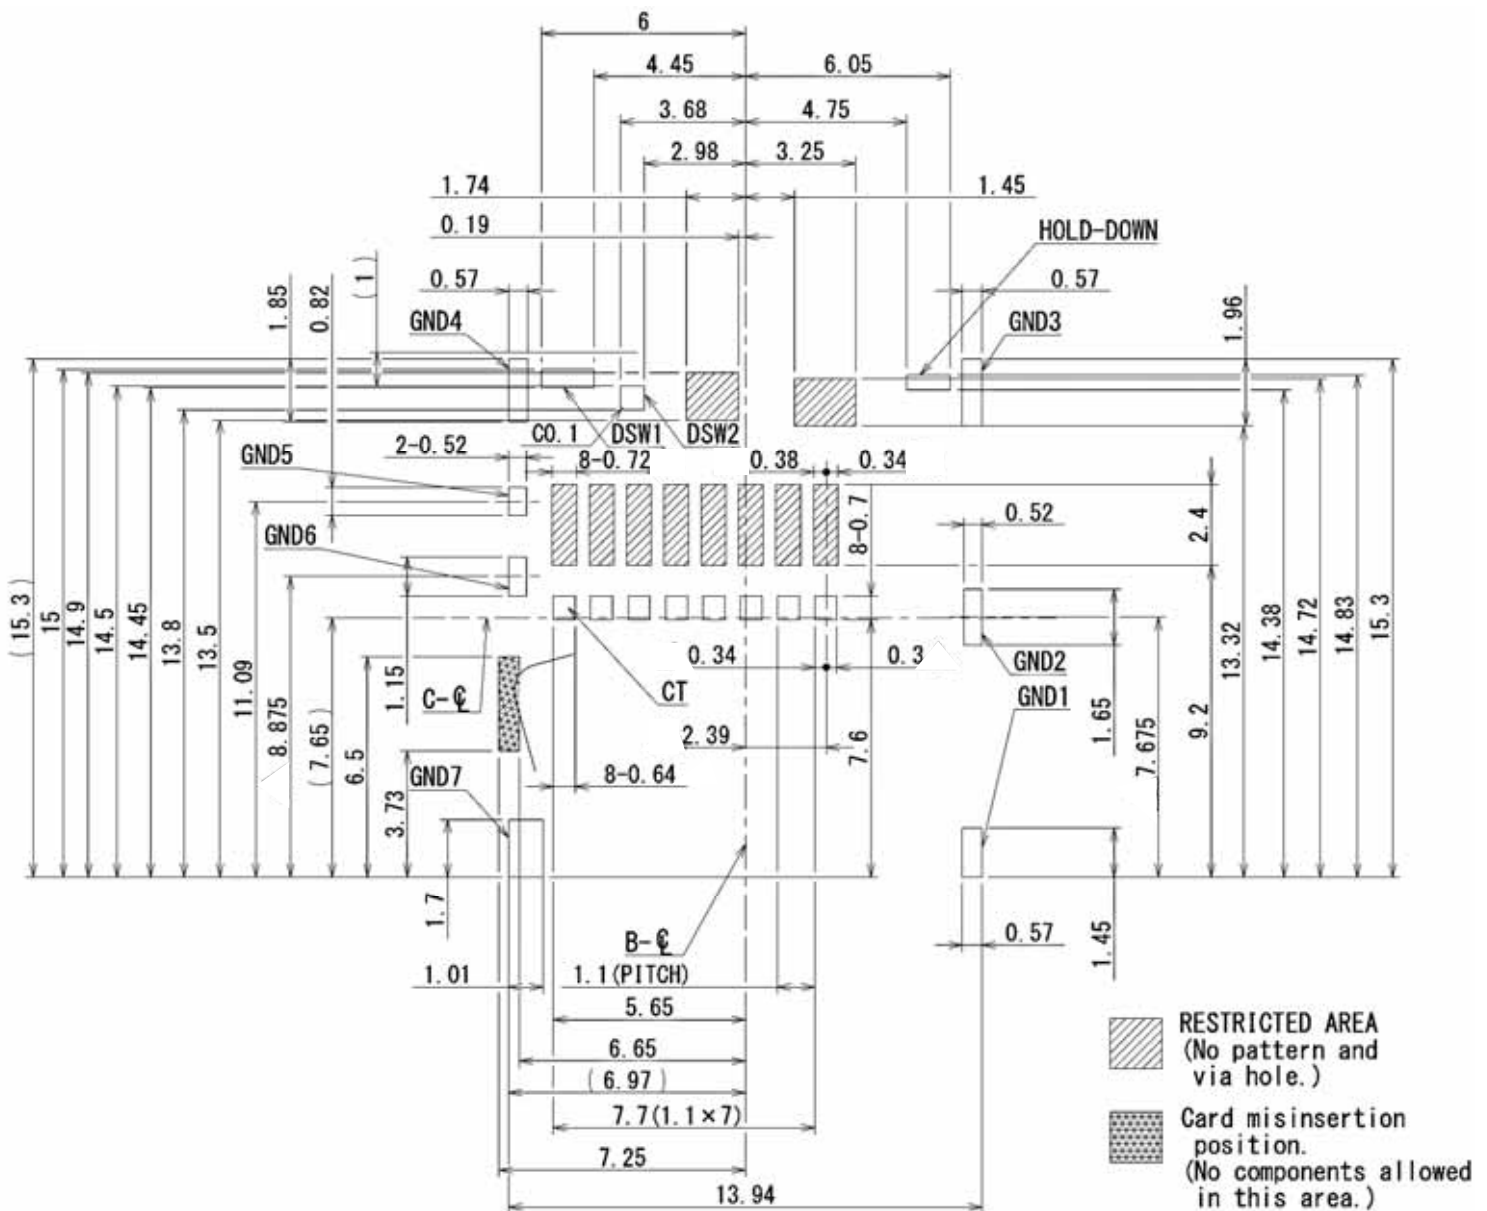 6
4.45
6.05
3.68
4.75
2.98
3.25
1.74
1.45
0.19
HOLD-DOWN
(1)
0.57
0.57
1.85
0.82
1.96
GND4
GND3
C0.1
DSW1
DSW2
2-0.52
8-0.72
0.38
0.34
GND5
GND6
8-0.7
0.52
2.4
(15.3)
15
14.9
14.5
14.45
13.8
13.5
11.09
8.875
(7.65)
6.5
1.15
3.73
13.32
14.38
14.72
14.83
15.3
9.2
7.675
1.65
0.34
0.3
GND2
C-℄
CT
GND1
2.39
7.6
GND7
8-0.64
1.7
B-℄
0.57
1.45
1.01
1.1(PITCH)
5.65
6.65
(6.97)
7.7(1.1×7)
7.25
13.94
RESTRICTED AREA
(No pattern and
via hole.)
Card misinsertion
position.
(No components allowed
in this area.)